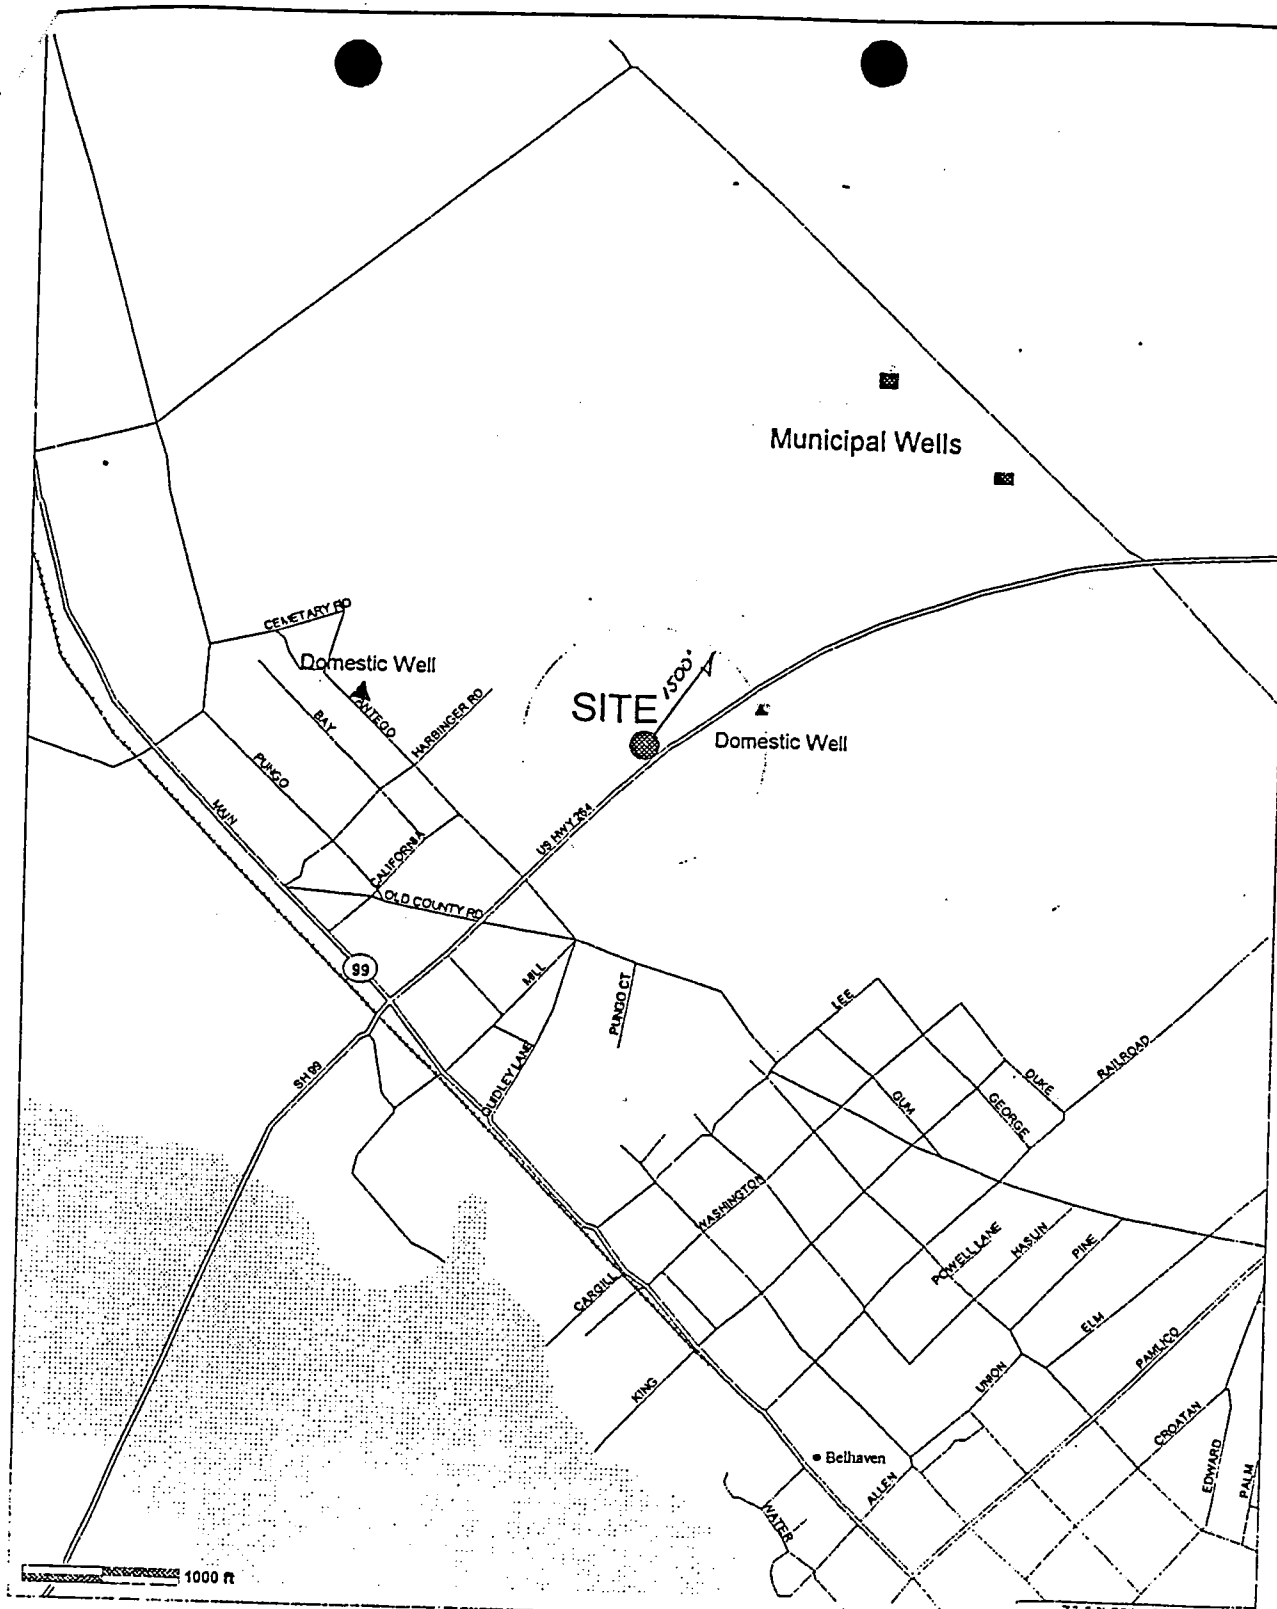 Municipal Wells
CEMETARY RD
Domestic Well
ANTEGO
HARBINGER RD
BAY
SITE
1500'
Domestic Well
PUNGO
MAIN
US HWY 264
CALIFORNIA
OLD COUNTY RD
99
MILL
PUNGO CT
LEE
RAILROAD
DUKE
SH 99
QUIDLEY LANE
GUM
GEORGE
WASHINGTON
POWELL LANE
HASLIN
PINE
CARGILL
ELM
PAMLICO
KING
UNION
CROATAN
Belhaven
EDWARD
ALLEN
PALM
WATER
1000 ft